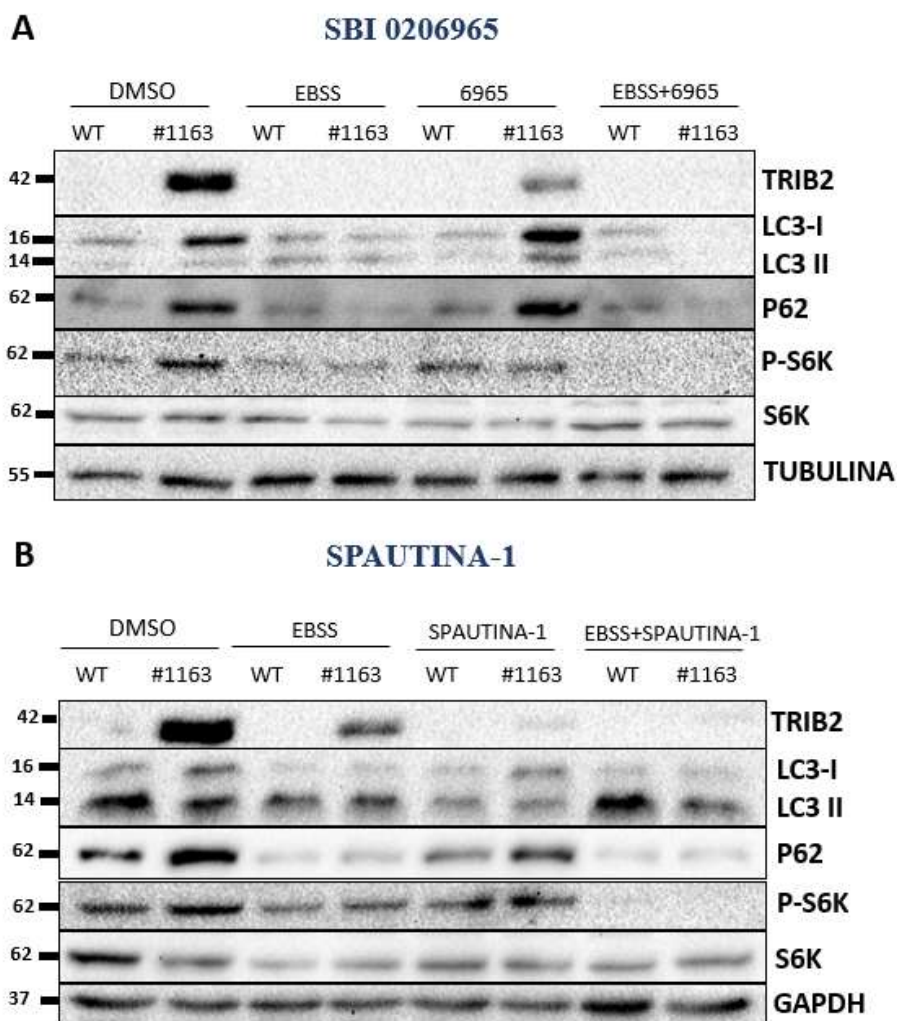 A
SBI 0206965
DMSO EBSS 6965 EBSS+6965
WT #1163 WT #1163 WT #1163 WT #1163
42 TRIB2
LC3-I
16
14 LC3 II
62 P62
62 P-S6K
62 S6K
55 TUBULINA
B
SPAUTINA-1
DMSO EBSS SPAUTINA-1 EBSS+SPAUTINA-1
WT #1163 WT #1163 WT #1163 WT #1163
42 TRIB2
16 LC3-I
14 LC3 II
62 P62
62 P-S6K
62 S6K
37 GAPDH